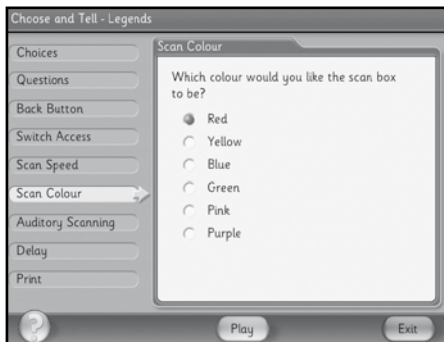 Choose and Tell - Legends
Choices
Questions
Back Button
Switch Access
Scan Speed
Scan Colour
Auditory Scanning
Delay
Print
Scan Colour
Which colour would you like the scan box
to be?
Red
Yellow
Blue
Green
Pink
Purple
?
Play
Exit